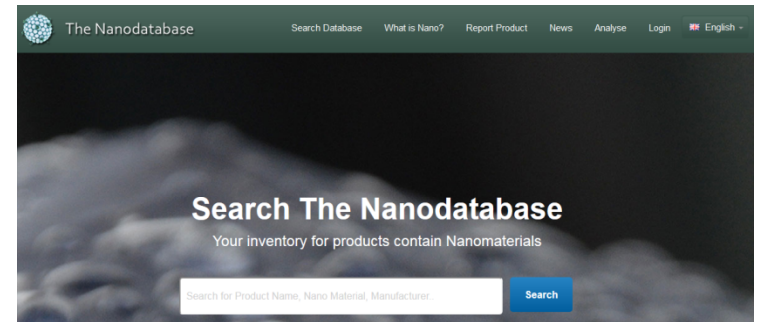 The Nanodatabase Search Database What is Nano? Report Product News Analyse Login English
Search The Nanodatabase
Your inventory for products contain Nanomaterials
Search for Product Name, Nano Material, Manufacturer.. Search